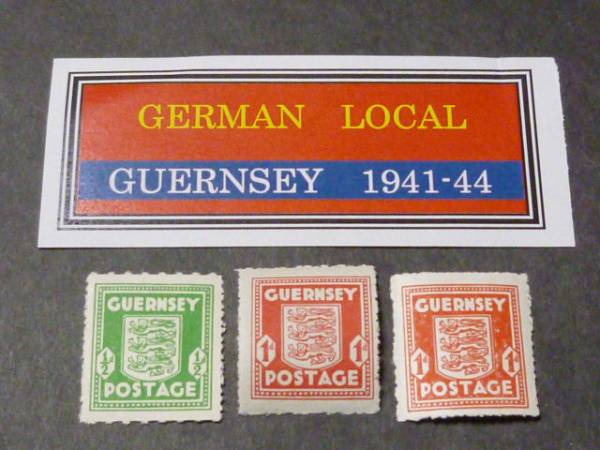 GERMAN LOCAL
GUERNSEY 1941-44
GUERNSEY
½ ½
POSTAGE
GUERNSEY
1D 1D
POSTAGE
GUERNSEY
1D 1D
POSTAGE